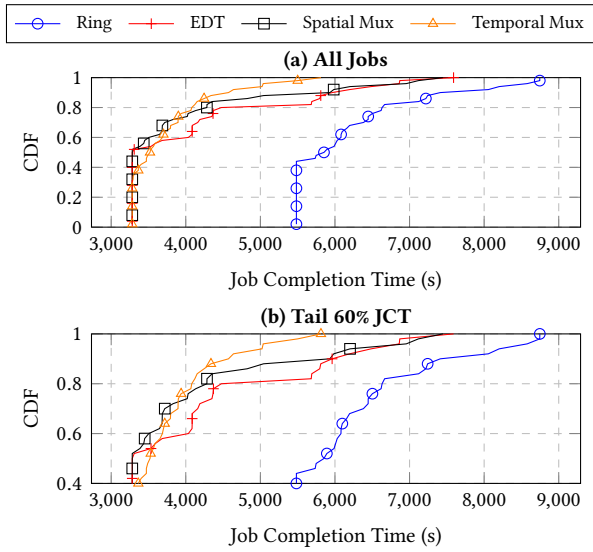 Ring EDT Spatial Mux Temporal Mux
(a) All Jobs
1
0.8
0.6
0.4
0.2
0
CDF
3,000 4,000 5,000 6,000 7,000 8,000 9,000
Job Completion Time (s)
(b) Tail 60% JCT
1
0.8
0.6
0.4
CDF
3,000 4,000 5,000 6,000 7,000 8,000 9,000
Job Completion Time (s)